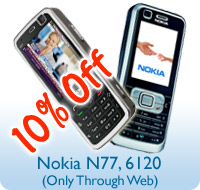 10% Off
NOKIA
Nokia N77, 6120
(Only Through Web)